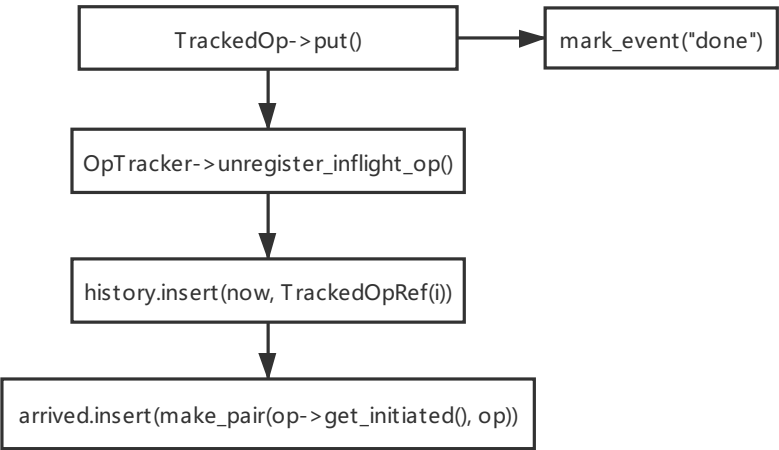 TrackedOp->put()
mark_event("done")
OpTracker->unregister_inflight_op()
history.insert(now, TrackedOpRef(i))
arrived.insert(make_pair(op->get_initiated(), op))